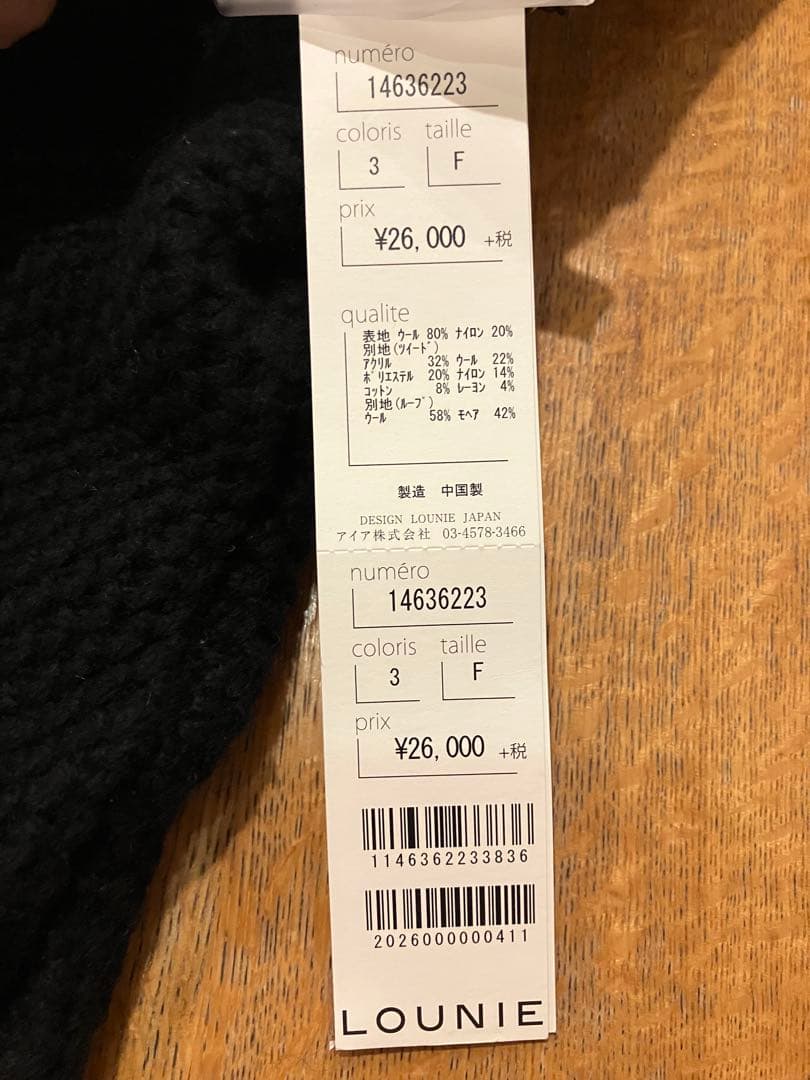 numéro
14636223
coloris taille
3 F
prix
¥26,000 +税
qualite
表地 ウール 80% ナイロン 20%
別地(ツイード)
アクリル 32% ウール 22%
ポリエステル 20% ナイロン 14%
コットン 8% レーヨン 4%
別地(ループ)
ウール 58% モヘア 42%
製造 中国製
DESIGN LOUNIE JAPAN
アイア株式会社 03-4578-3466
numéro
14636223
coloris taille
3 F
prix
¥26,000 +税
1146362233836
2026000000411
LOUNIE